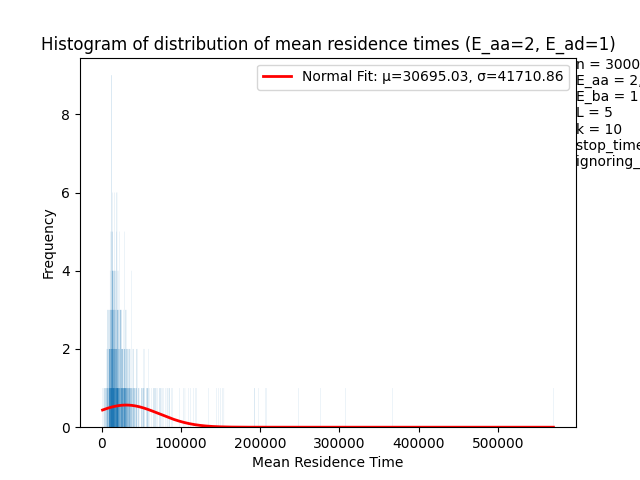 Histogram of distribution of mean residence times (E_aa=2, E_ad=1)
Normal Fit: μ=30695.03, σ=41710.86
n = 3000
E_aa = 2,
E_ba = 1
L = 5
k = 10
stop_time
ignoring_
Frequency
8
6
4
2
0
0 100000 200000 300000 400000 500000
Mean Residence Time